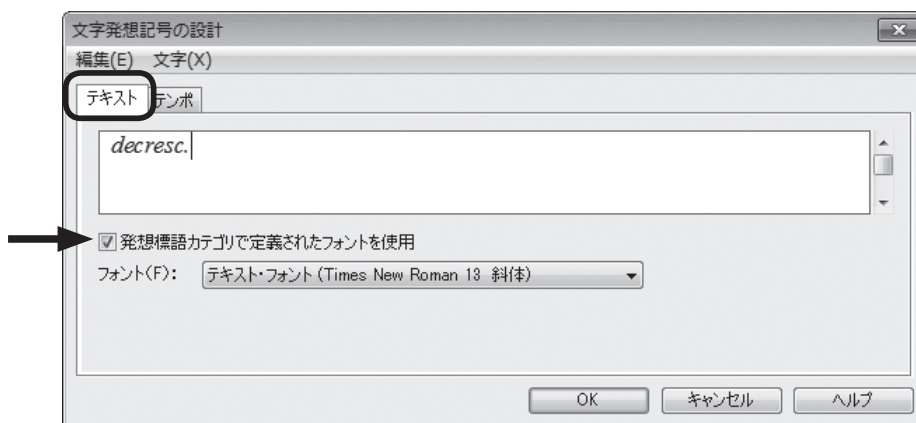 文字発想記号の設計
編集(E) 文字(X)
テキスト テンポ
decresc.
発想標語カテゴリで定義されたフォントを使用
フォント(F): テキスト・フォント (Times New Roman 13 斜体)
OK キャンセル ヘルプ